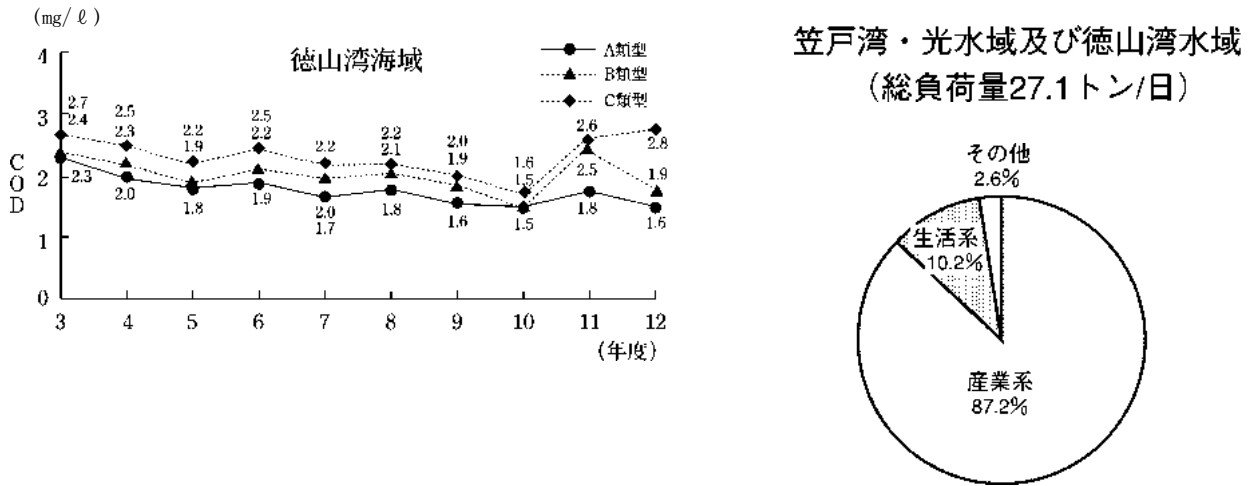 (mg/ℓ)
徳山湾海域
A類型
B類型
C類型
4
3
2
1
0
COD
2.7
2.4
2.3
2.5
2.3
2.0
2.2
1.9
1.8
2.5
2.2
1.9
2.2
2.0
1.7
2.2
2.1
1.8
2.0
1.9
1.6
1.6
1.5
1.5
2.6
2.5
1.8
2.8
1.9
1.6
3 4 5 6 7 8 9 10 11 12
(年度)
笠戸湾・光水域及び徳山湾水域
(総負荷量27.1トン/日)
その他
2.6%
生活系
10.2%
産業系
87.2%